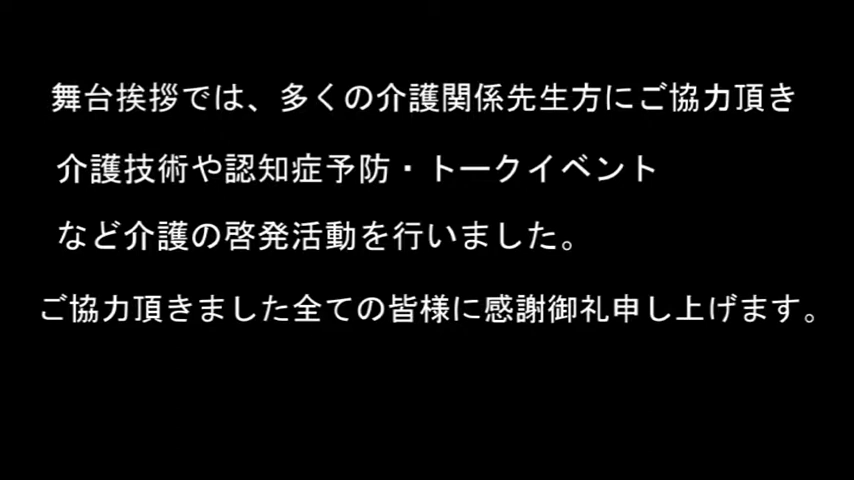 舞台挨拶では、多くの介護関係先生方にご協力頂き
介護技術や認知症予防・トークイベント
など介護の啓発活動を行いました。
ご協力頂きました全ての皆様に感謝御礼申し上げます。